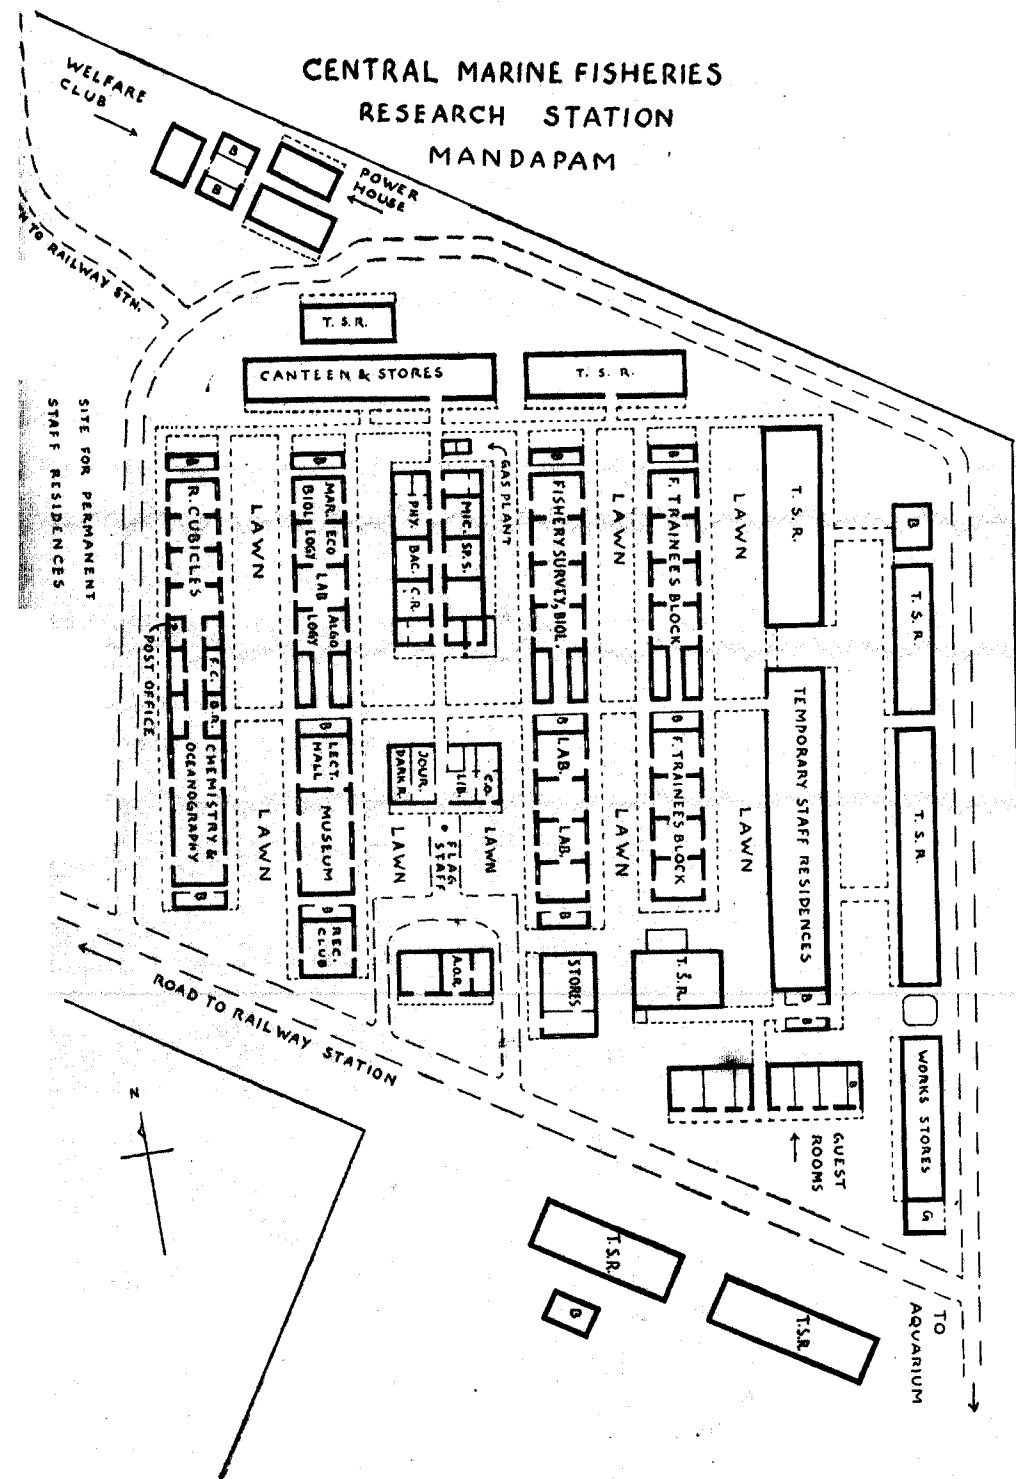 CENTRAL MARINE FISHERIES
RESEARCH STATION
MANDAPAM
WELFARE
CLUB
B
B
POWER
HOUSE
TO RAILWAY STN.
T. S. R.
CANTEEN & STORES
T. S. R.
SITE FOR PERMANENT
STAFF RESIDENCES
B
R. CUBICLES
P
POST OFFICE
F.C.
B.R.
CHEMISTRY &
OCEANOGRAPHY
B
LAWN
LAWN
B
MAR. ECO
BIOL LOGY
LAB
ALGO
LOGY
B
LECT.
HALL
MUSEUM
B
REC.
CLUB
GAS PLANT
PHY.
BAC.
C.R.
MIC.
SP. S.
JOUR.
DARK R.
LIB.
C.O.
LAWN
FLAG
STAFF
LAWN
A.O.R.
B
FISHERY SURVEY, BIOL.
B
LAB.
LAB.
B
STORES
LAWN
LAWN
B
F. TRAINEES BLOCK
B
F. TRAINEES BLOCK
T.S.R.
LAWN
LAWN
T. S. R.
TEMPORARY STAFF RESIDENCES
B
B
B
T. S. R.
T. S. R.
WORKS STORES
G
B
GUEST
ROOMS
ROAD TO RAILWAY STATION
N
T.S.R.
B
T.S.R.
TO
AQUARIUM